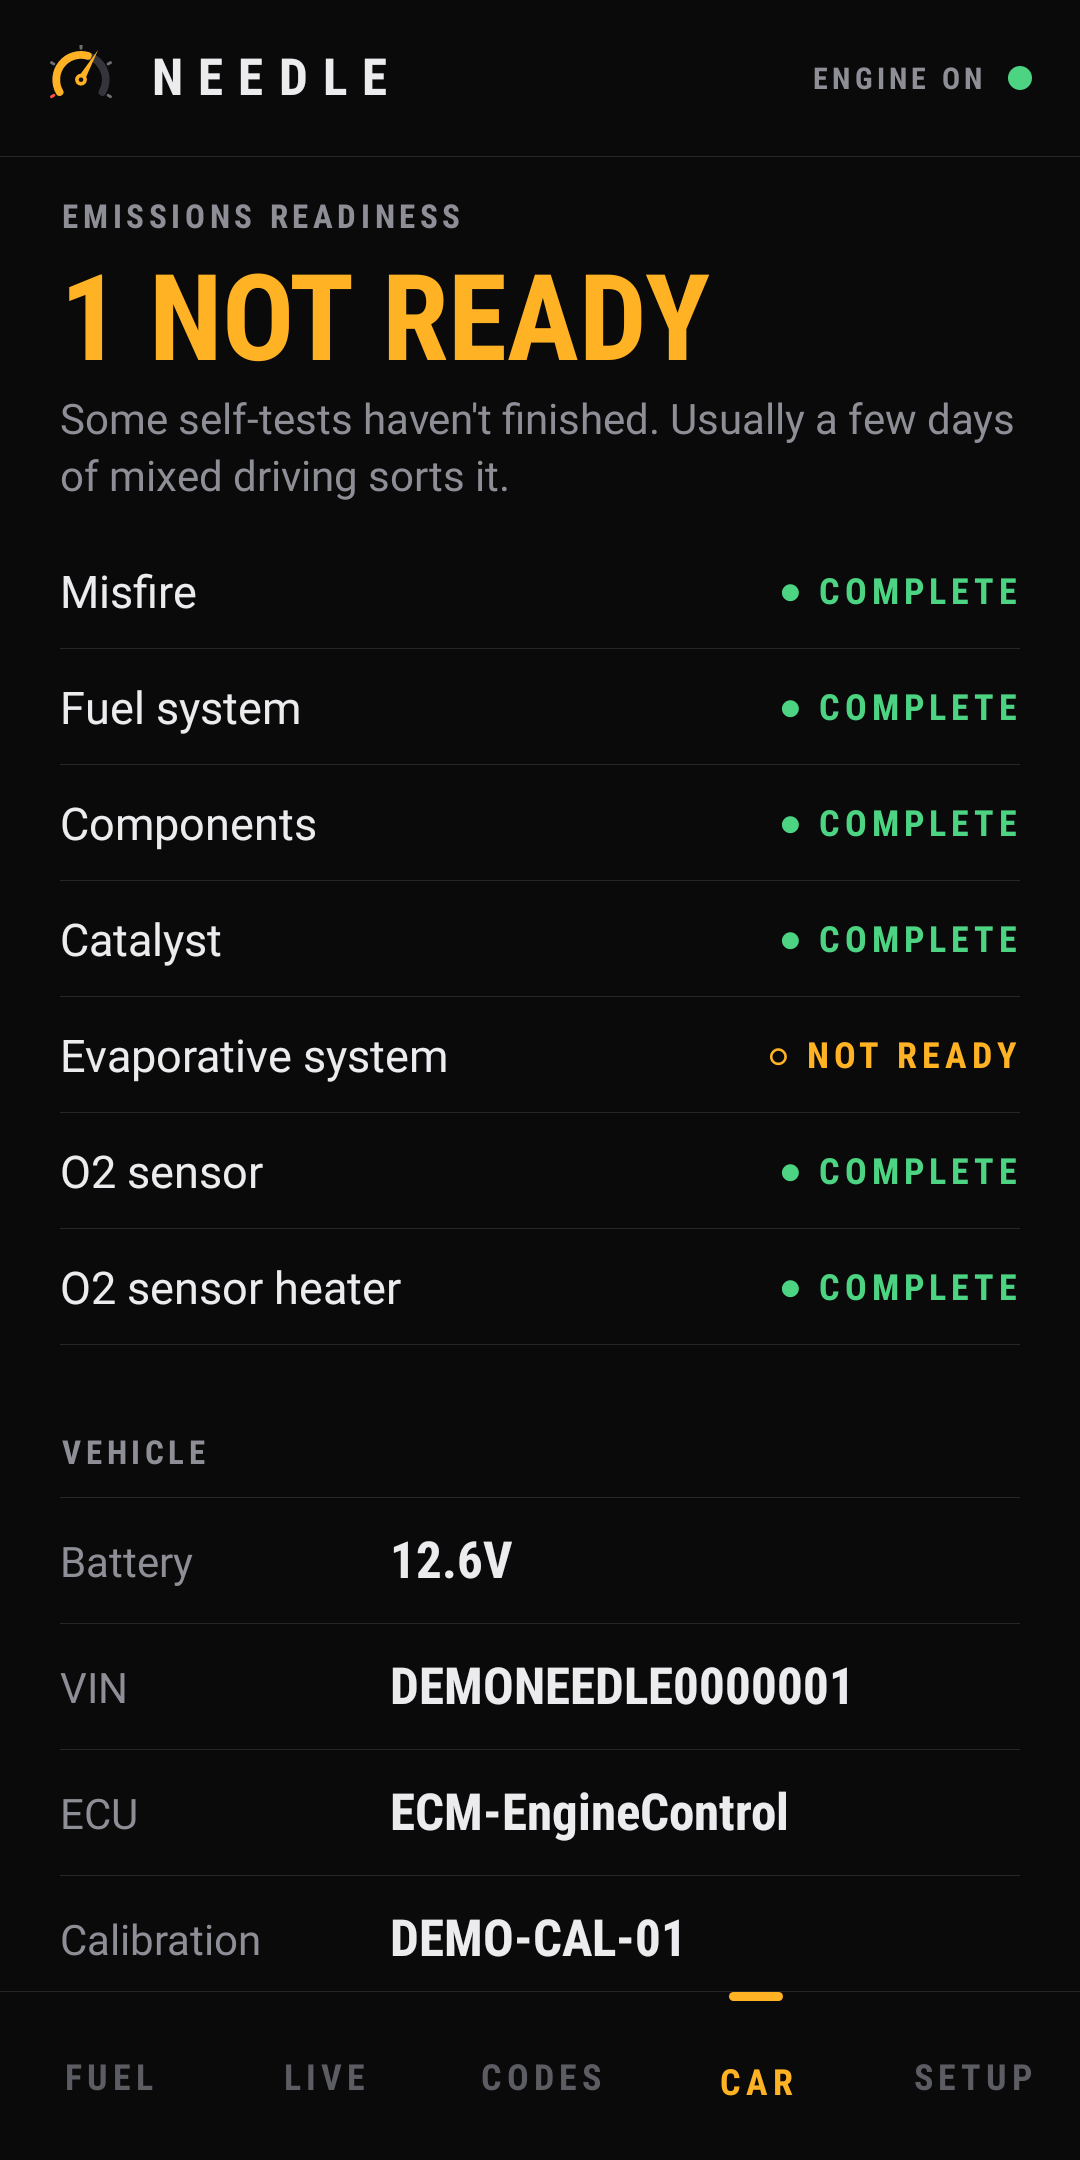 NEEDLE
ENGINE ON
EMISSIONS READINESS
1 NOT READY
Some self-tests haven't finished. Usually a few days
of mixed driving sorts it.
Misfire COMPLETE
Fuel system COMPLETE
Components COMPLETE
Catalyst COMPLETE
Evaporative system NOT READY
O2 sensor COMPLETE
O2 sensor heater COMPLETE
VEHICLE
Battery 12.6V
VIN DEMONEEDLE0000001
ECU ECM-EngineControl
Calibration DEMO-CAL-01
FUEL LIVE CODES CAR SETUP